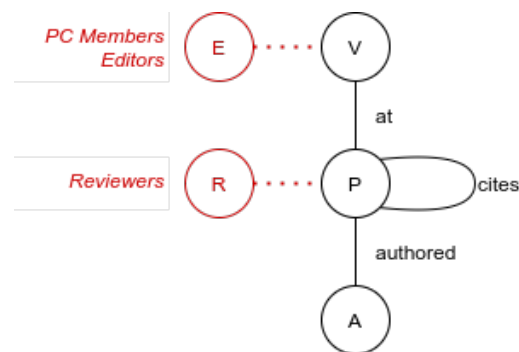 PC Members
Editors
E
V
at
Reviewers
R
P
cites
authored
A